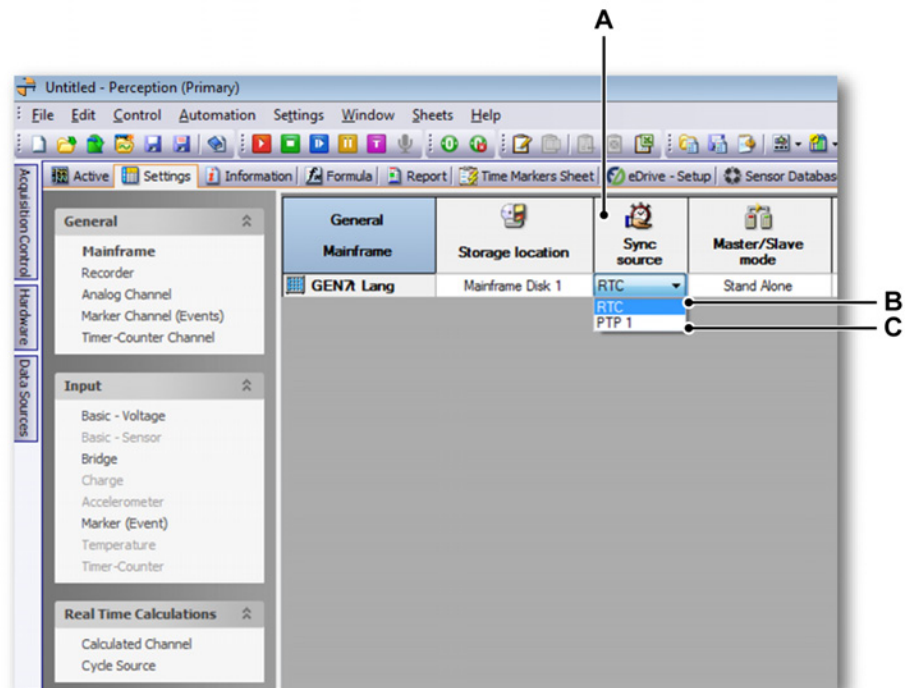 A
Untitled - Perception (Primary)
File Edit Control Automation Settings Window Sheets Help
Active Settings Information Formula Report Time Markers Sheet eDrive - Setup Sensor Databas
Acquisition Control
Hardware
Data Sources
General
Mainframe
Recorder
Analog Channel
Marker Channel (Events)
Timer-Counter Channel
Input
Basic - Voltage
Basic - Sensor
Bridge
Charge
Accelerometer
Marker (Event)
Temperature
Timer-Counter
Real Time Calculations
Calculated Channel
Cycle Source
General
Mainframe
Storage location
Sync
source
Master/Slave
mode
GEN7t Lang Mainframe Disk 1 RTC Stand Alone
RTC
PTP 1
B
C